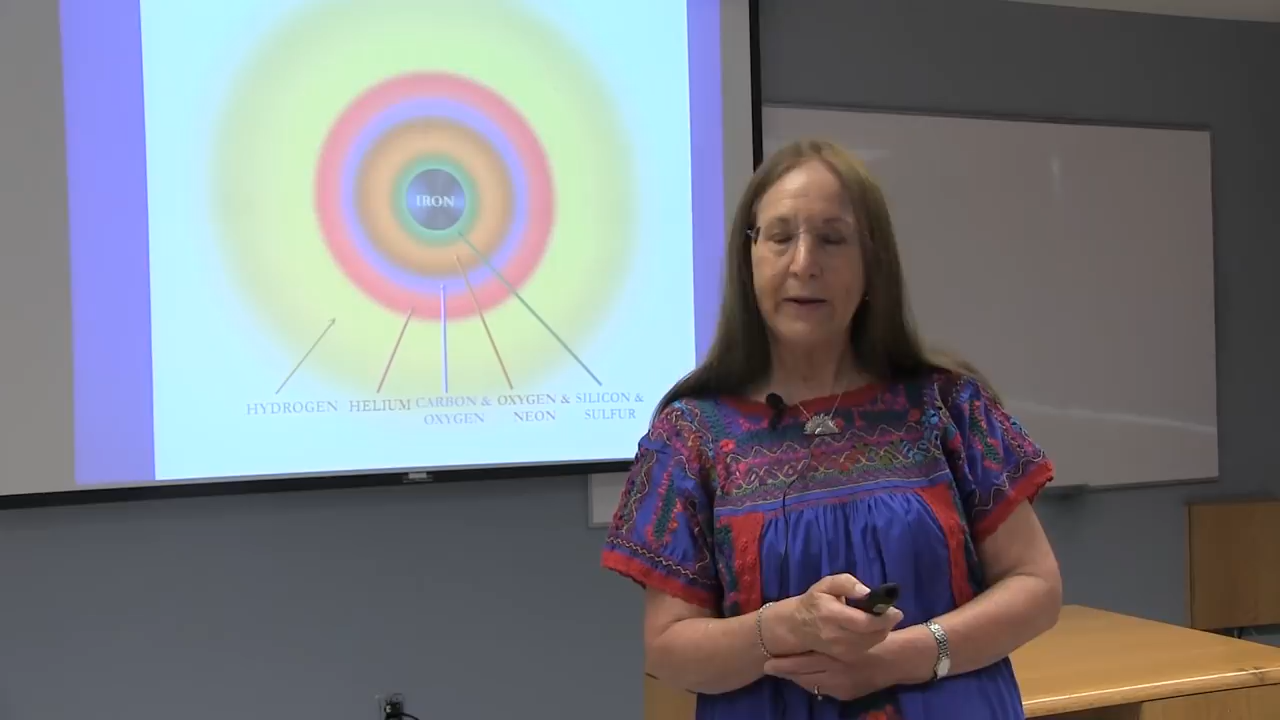 IRON
HYDROGEN HELIUM CARBON & OXYGEN & SILICON &
OXYGEN NEON SULFUR